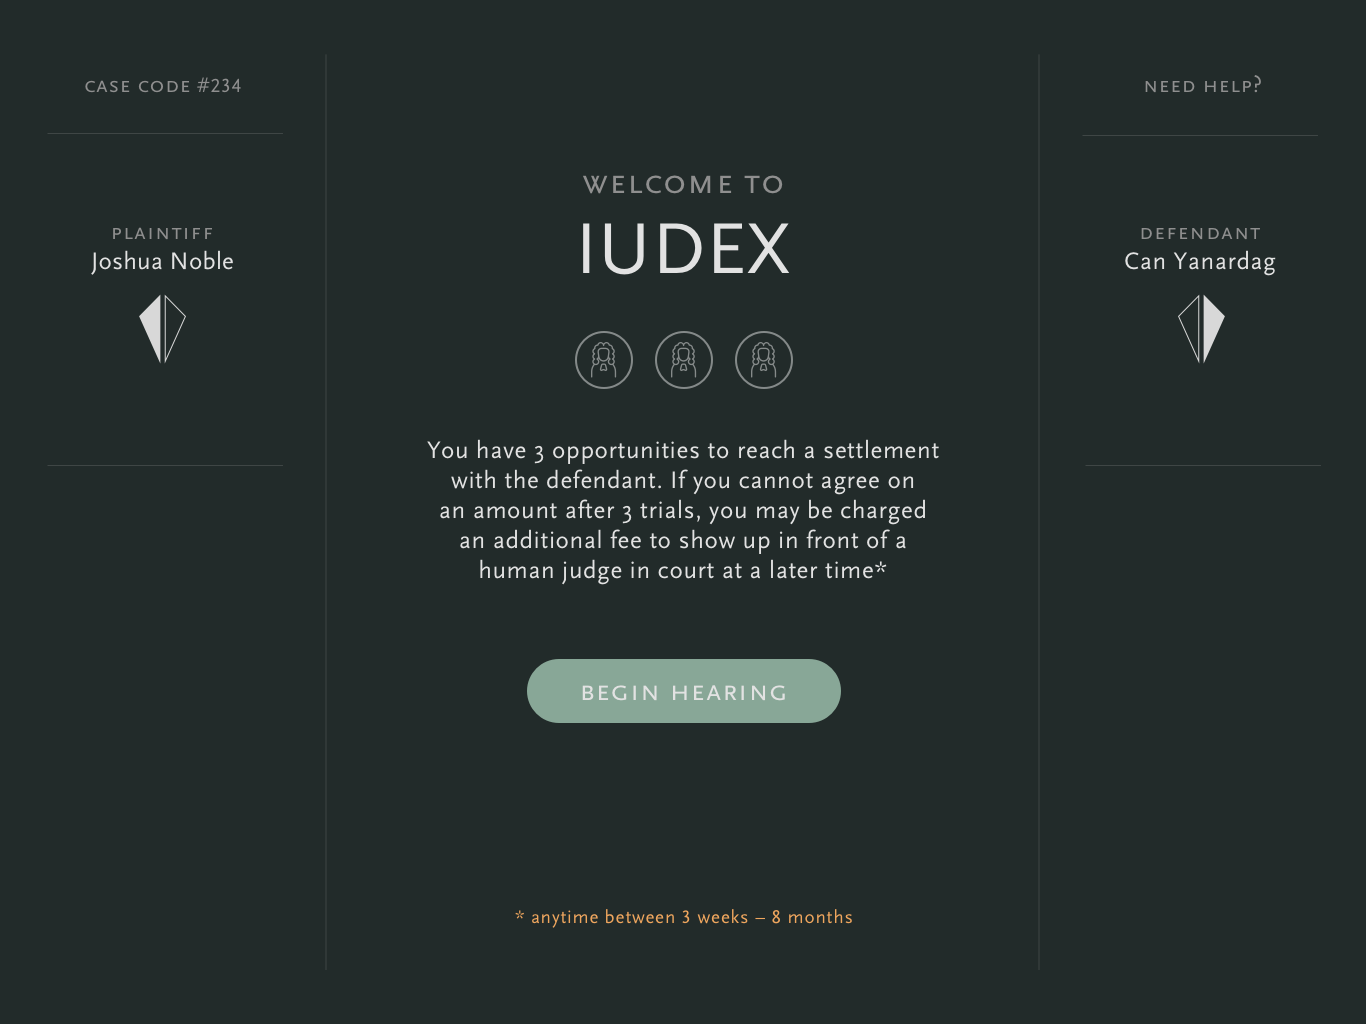 CASE CODE #234
NEED HELP?
PLAINTIFF
Joshua Noble
DEFENDANT
Can Yanardag
WELCOME TO
IUDEX
You have 3 opportunities to reach a settlement
with the defendant. If you cannot agree on
an amount after 3 trials, you may be charged
an additional fee to show up in front of a
human judge in court at a later time*
BEGIN HEARING
* anytime between 3 weeks – 8 months